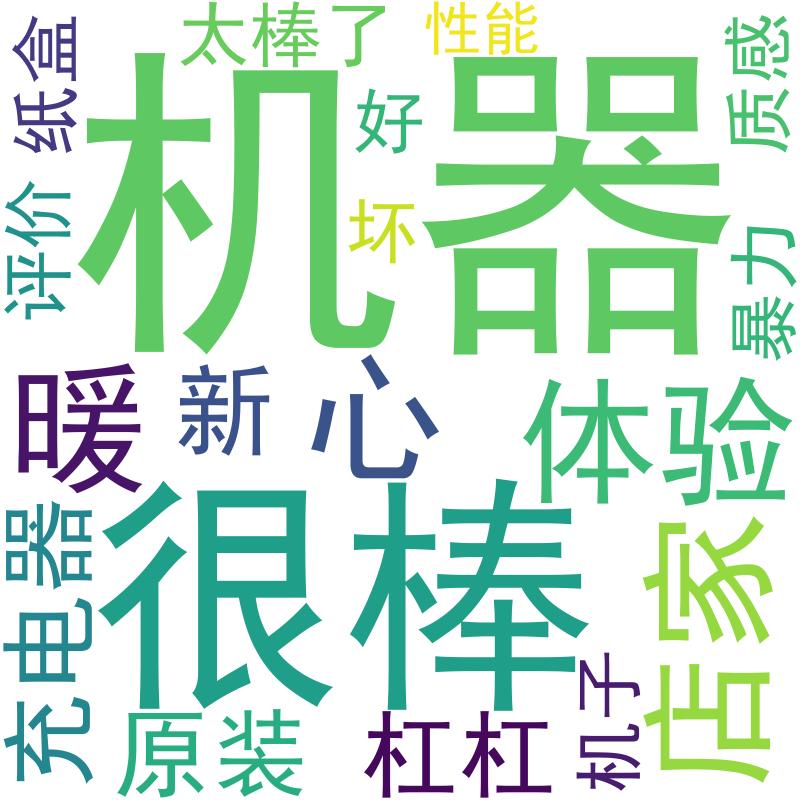 太棒了
性能
纸盒
机器
好
质感
评价
坏
暴力
暖
新
心
体验
充电器
很棒
店家
机子
原装
杠杠